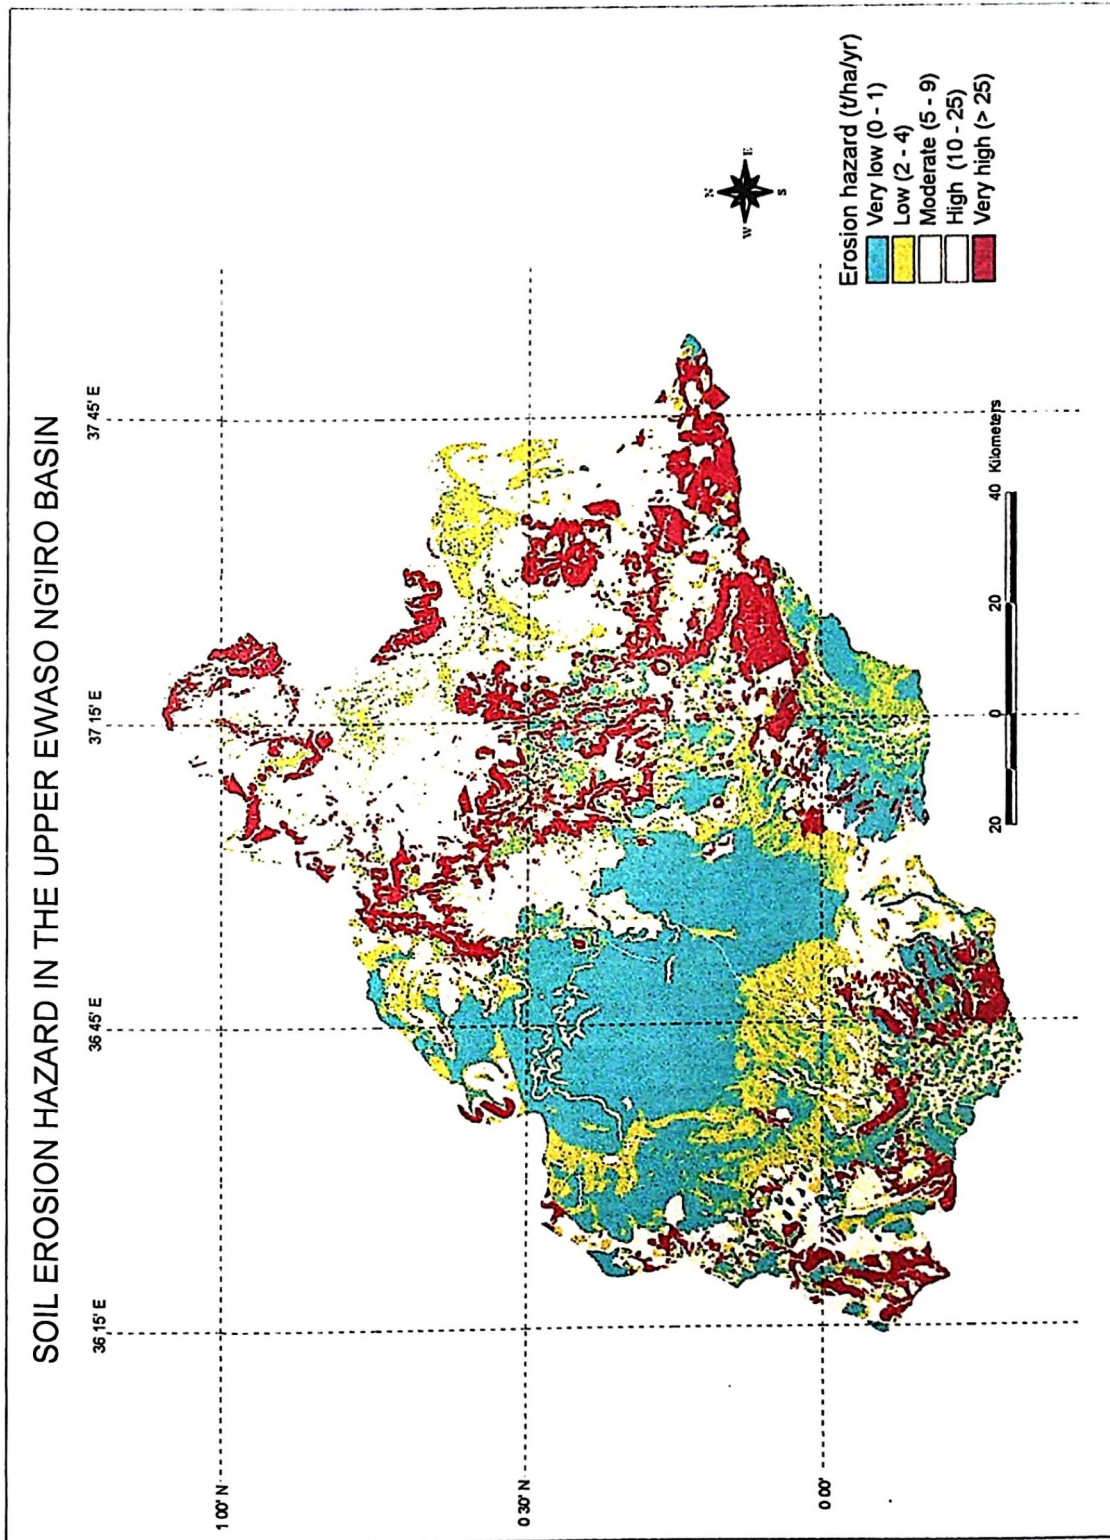 SOIL EROSION HAZARD IN THE UPPER EWASO NG'IRO BASIN
36 15' E
36 45' E
37 15' E
37 45' E
1 00' N
0 30' N
0 00'
N
W
E
S
20
0
20
40 Kilometers
Erosion hazard (t/ha/yr)
Very low (0 - 1)
Low (2 - 4)
Moderate (5 - 9)
High (10 - 25)
Very high (> 25)